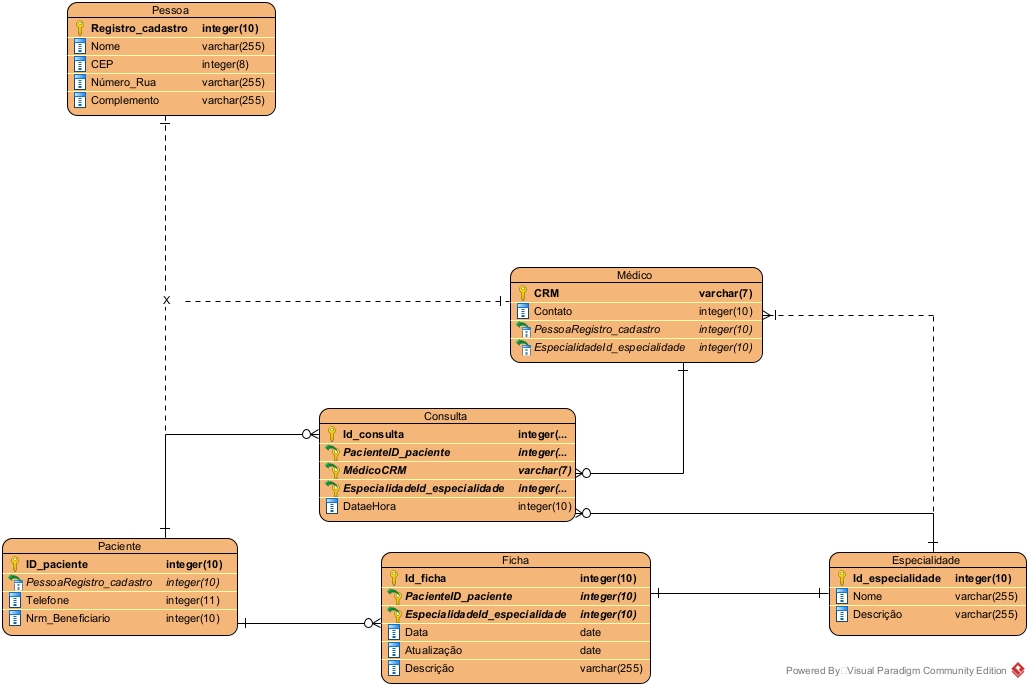 Pessoa
Registro_cadastro integer(10)
Nome varchar(255)
CEP integer(8)
Número_Rua varchar(255)
Complemento varchar(255)
X
Médico
CRM varchar(7)
Contato integer(10)
PessoaRegistro_cadastro integer(10)
EspecialidadeId_especialidade integer(10)
Consulta
Id_consulta integer(...
PacienteID_paciente integer(...
MédicoCRM varchar(7)
EspecialidadeId_especialidade integer(...
DataeHora integer(10)
Paciente
ID_paciente integer(10)
PessoaRegistro_cadastro integer(10)
Telefone integer(11)
Nrm_Beneficiario integer(10)
Ficha
Id_ficha integer(10)
PacienteID_paciente integer(10)
EspecialidadeId_especialidade integer(10)
Data date
Atualização date
Descrição varchar(255)
Especialidade
Id_especialidade integer(10)
Nome varchar(255)
Descrição varchar(255)
Powered By Visual Paradigm Community Edition